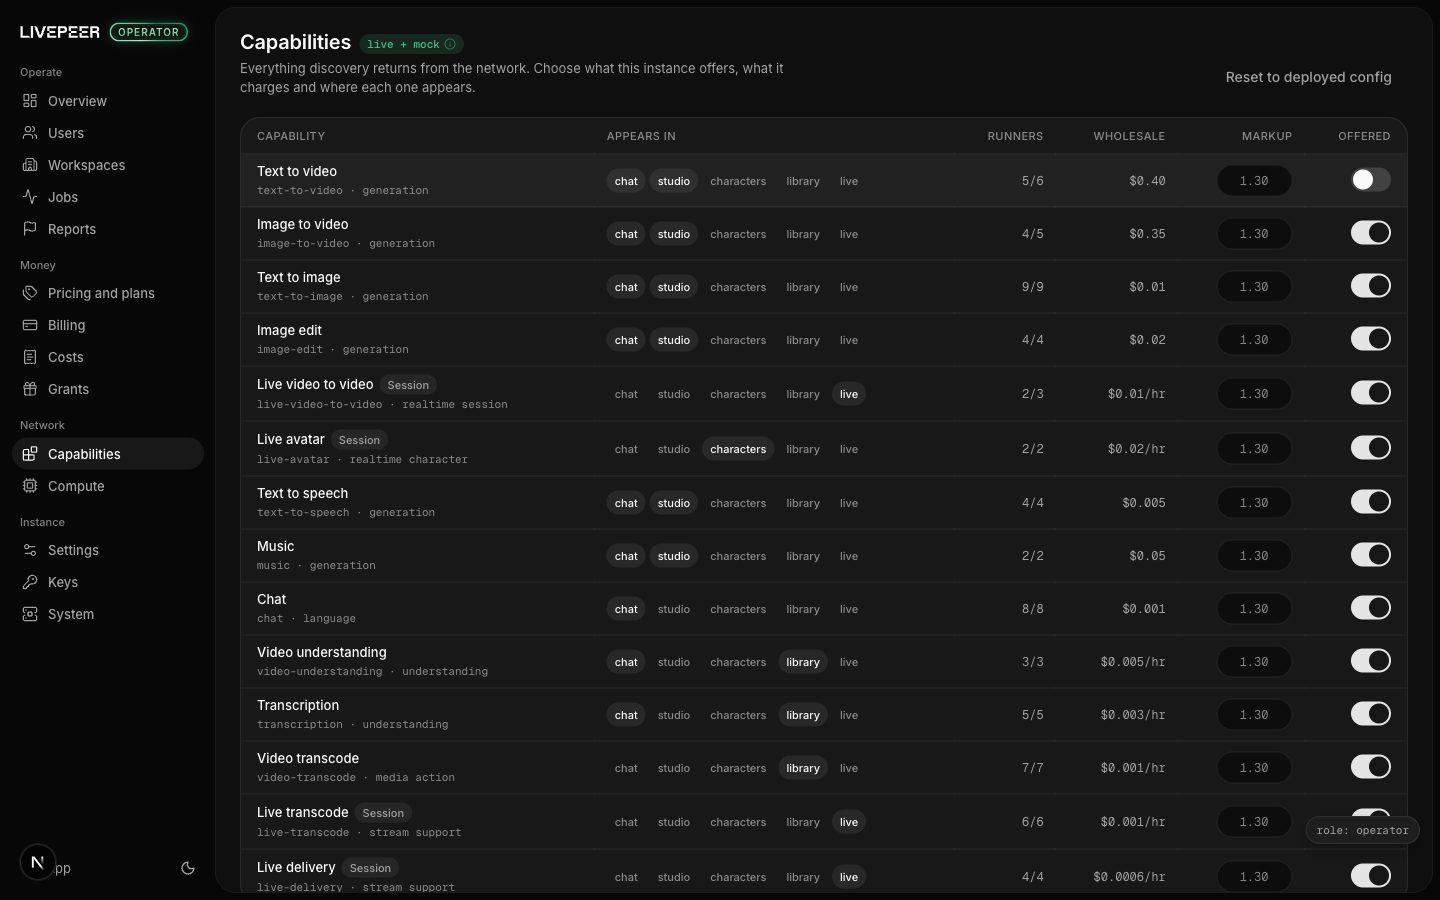 LIVEPEER OPERATOR
Operate
Overview
Users
Workspaces
Jobs
Reports
Money
Pricing and plans
Billing
Costs
Grants
Network
Capabilities
Compute
Instance
Settings
Keys
System
N pp
Capabilities live + mock
Everything discovery returns from the network. Choose what this instance offers, what it
charges and where each one appears.
Reset to deployed config
CAPABILITY APPEARS IN RUNNERS WHOLESALE MARKUP OFFERED
Text to video
text-to-video · generation
chat studio characters library live 5/6 $0.40 1.30
Image to video
image-to-video · generation
chat studio characters library live 4/5 $0.35 1.30
Text to image
text-to-image · generation
chat studio characters library live 9/9 $0.01 1.30
Image edit
image-edit · generation
chat studio characters library live 4/4 $0.02 1.30
Live video to video Session
live-video-to-video · realtime session
chat studio characters library live 2/3 $0.01/hr 1.30
Live avatar Session
live-avatar · realtime character
chat studio characters library live 2/2 $0.02/hr 1.30
Text to speech
text-to-speech · generation
chat studio characters library live 4/4 $0.005 1.30
Music
music · generation
chat studio characters library live 2/2 $0.05 1.30
Chat
chat · language
chat studio characters library live 8/8 $0.001 1.30
Video understanding
video-understanding · understanding
chat studio characters library live 3/3 $0.005/hr 1.30
Transcription
transcription · understanding
chat studio characters library live 5/5 $0.003/hr 1.30
Video transcode
video-transcode · media action
chat studio characters library live 7/7 $0.001/hr 1.30
Live transcode Session
live-transcode · stream support
chat studio characters library live 6/6 $0.001/hr 1.30
role: operator
Live delivery Session
live-delivery · stream support
chat studio characters library live 4/4 $0.0006/hr 1.30